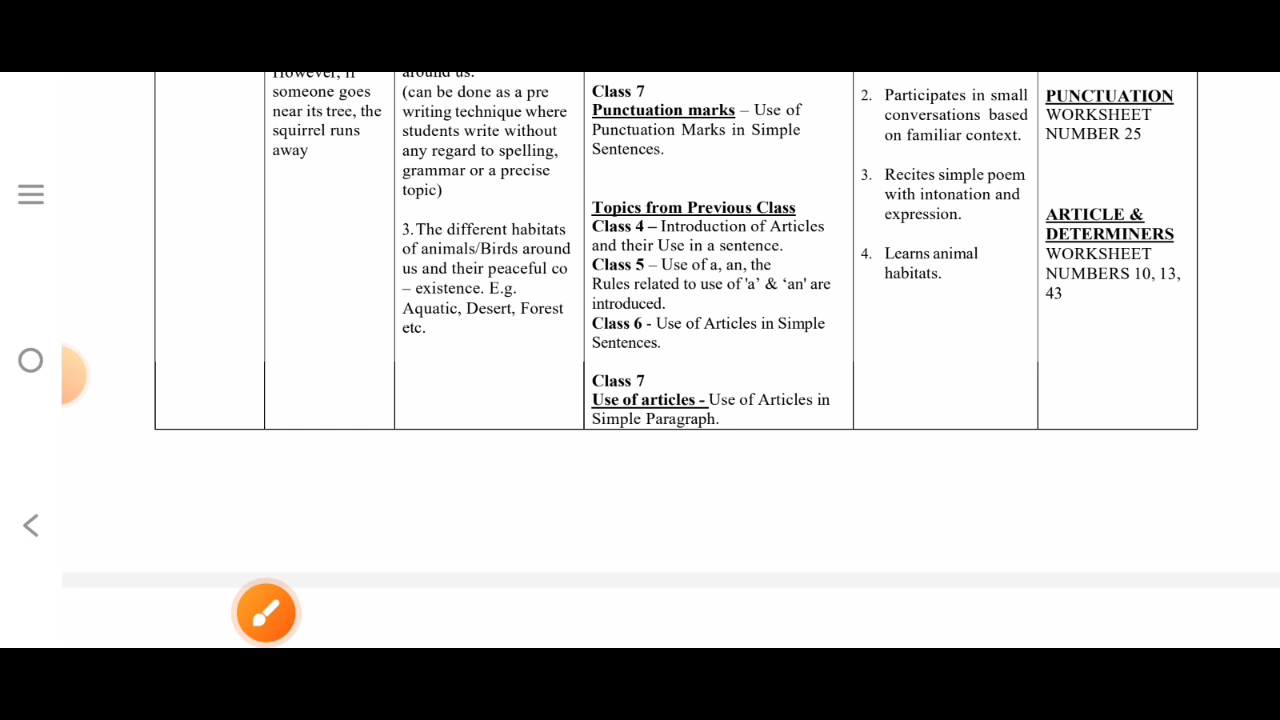 However, if
someone goes
near its tree, the
squirrel runs
away
around us.
(can be done as a pre
writing technique where
students write without
any regard to spelling,
grammar or a precise
topic)
3. The different habitats
of animals/Birds around
us and their peaceful co
– existence. E.g.
Aquatic, Desert, Forest
etc.
Class 7
Punctuation marks – Use of
Punctuation Marks in Simple
Sentences.
Topics from Previous Class
Class 4 – Introduction of Articles
and their Use in a sentence.
Class 5 – Use of a, an, the
Rules related to use of 'a’ & ‘an' are
introduced.
Class 6 - Use of Articles in Simple
Sentences.
Class 7
Use of articles - Use of Articles in
Simple Paragraph.
2. Participates in small
conversations based
on familiar context.
3. Recites simple poem
with intonation and
expression.
4. Learns animal
habitats.
PUNCTUATION
WORKSHEET
NUMBER 25
ARTICLE &
DETERMINERS
WORKSHEET
NUMBERS 10, 13,
43